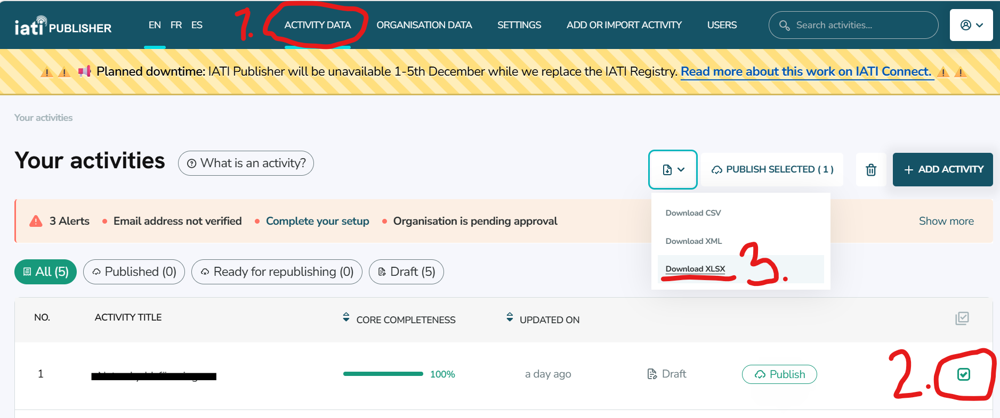 iati PUBLISHER
EN FR ES
1.
ACTIVITY DATA
ORGANISATION DATA
SETTINGS
ADD OR IMPORT ACTIVITY
USERS
Search activities...
Planned downtime: IATI Publisher will be unavailable 1-5th December while we replace the IATI Registry. Read more about this work on IATI Connect.
Your activities
Your activities
What is an activity?
PUBLISH SELECTED ( 1 )
ADD ACTIVITY
3 Alerts • Email address not verified • Complete your setup • Organisation is pending approval
Show more
Download CSV
Download XML
Download XLSX
3.
All (5)
Published (0)
Ready for republishing (0)
Draft (5)
NO.
ACTIVITY TITLE
CORE COMPLETENESS
UPDATED ON
1
100%
a day ago
Draft
Publish
2.